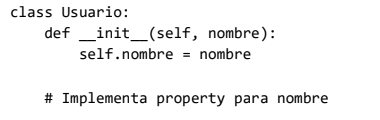 class Usuario:
    def __init__(self, nombre):
        self.nombre = nombre

    # Implementa property para nombre